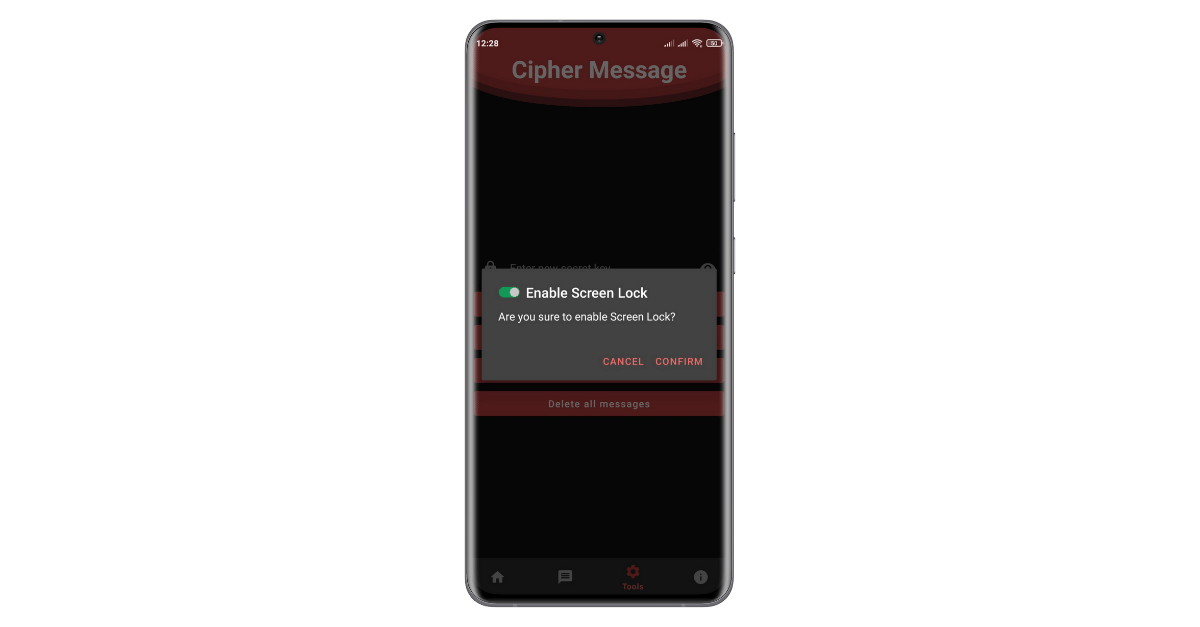 12:28
Cipher Message
Enter new secret key
Enable Screen Lock
Are you sure to enable Screen Lock?
CANCEL CONFIRM
Delete all messages
Tools